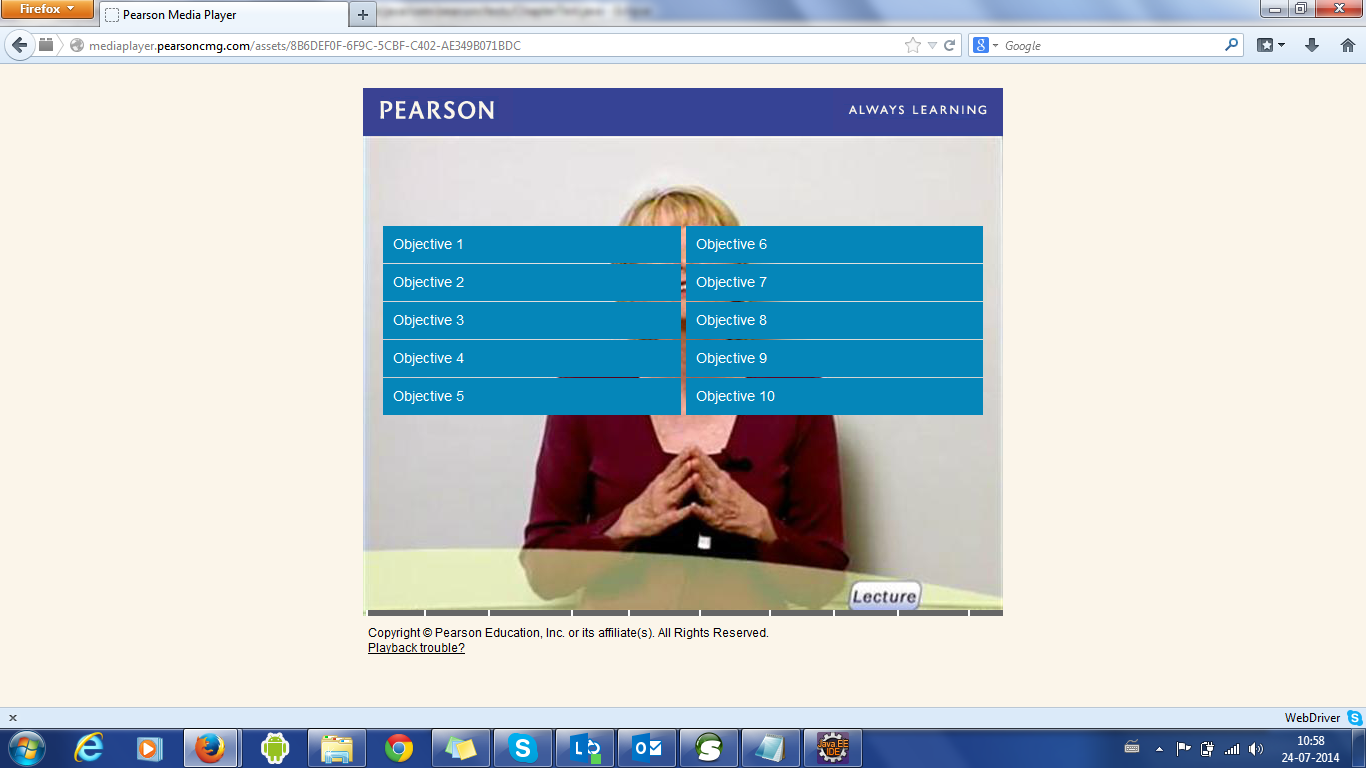 Firefox
Pearson Media Player
mediaplayer.pearsoncmg.com/assets/8B6DEF0F-6F9C-5CBF-C402-AE349B071BDC
Google
PEARSON
ALWAYS LEARNING
Objective 1
Objective 6
Objective 2
Objective 7
Objective 3
Objective 8
Objective 4
Objective 9
Objective 5
Objective 10
Lecture
Copyright © Pearson Education, Inc. or its affiliate(s). All Rights Reserved.
Playback trouble?
WebDriver
Java EE
IDE
10:58
24-07-2014